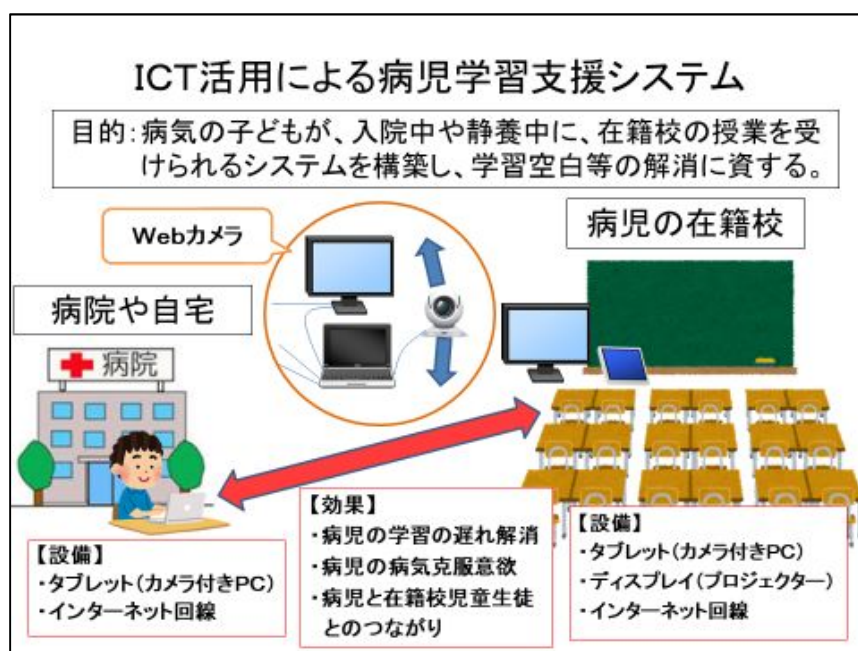 ICT活用による病児学習支援システム
目的:病気の子どもが、入院中や静養中に、在籍校の授業を受
けられるシステムを構築し、学習空白等の解消に資する。
Webカメラ
病児の在籍校
病院や自宅
病院
【設備】
・タブレット(カメラ付きPC)
・インターネット回線
【効果】
・病児の学習の遅れ解消
・病児の病気克服意欲
・病児と在籍校児童生徒
とのつながり
【設備】
・タブレット(カメラ付きPC)
・ディスプレイ(プロジェクター)
・インターネット回線